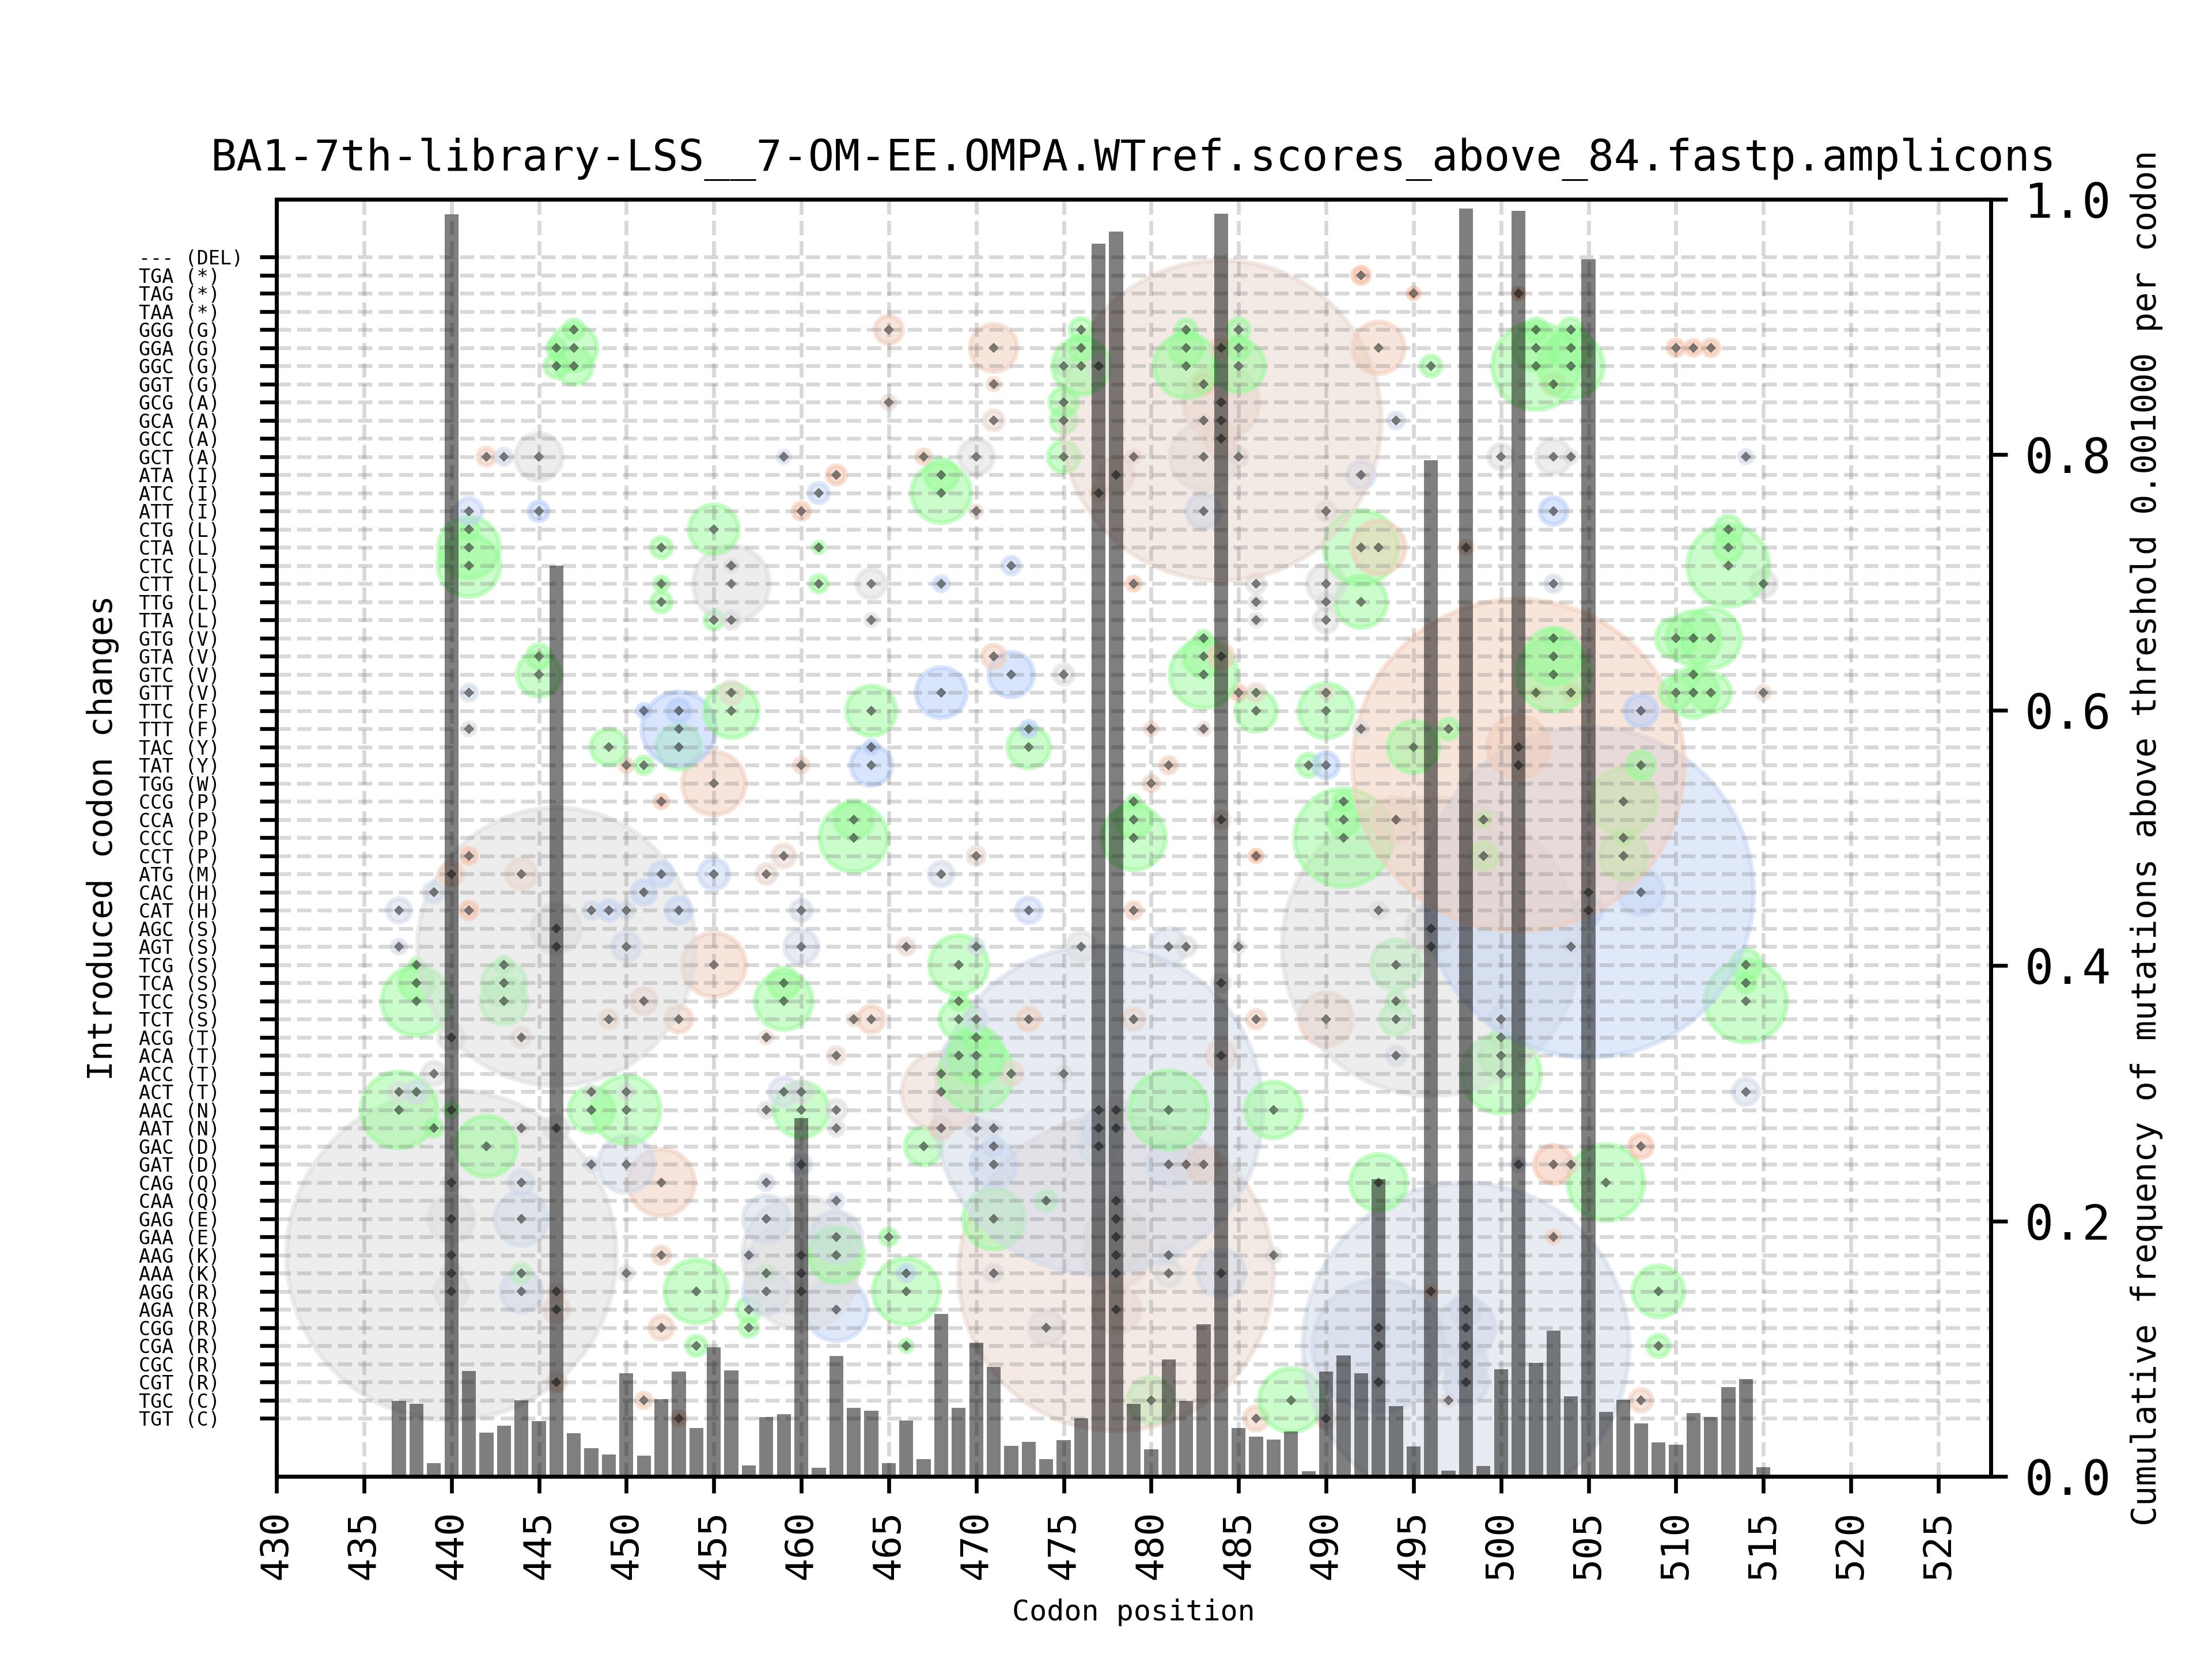 BA1-7th-library-LSS__7-OM-EE.OMPA.WTref.scores_above_84.fastp.amplicons
Introduced codon changes
--- (DEL)
TGA (*)
TAG (*)
TAA (*)
GGG (G)
GGA (G)
GGC (G)
GGT (G)
GCG (A)
GCA (A)
GCC (A)
GCT (A)
ATA (I)
ATC (I)
ATT (I)
CTG (L)
CTA (L)
CTC (L)
CTT (L)
TTG (L)
TTA (L)
GTG (V)
GTA (V)
GTC (V)
GTT (V)
TTC (F)
TTT (F)
TAC (Y)
TAT (Y)
TGG (W)
CCG (P)
CCA (P)
CCC (P)
CCT (P)
ATG (M)
CAC (H)
CAT (H)
AGC (S)
AGT (S)
TCG (S)
TCA (S)
TCC (S)
TCT (S)
ACG (T)
ACA (T)
ACC (T)
ACT (T)
AAC (N)
AAT (N)
GAC (D)
GAT (D)
CAG (Q)
CAA (Q)
GAG (E)
GAA (E)
AAG (K)
AAA (K)
AGG (R)
AGA (R)
CGG (R)
CGA (R)
CGC (R)
CGT (R)
TGC (C)
TGT (C)
1.0
0.8
0.6
0.4
0.2
0.0
Cumulative frequency of mutations above threshold 0.001000 per codon
430 435 440 445 450 455 460 465 470 475 480 485 490 495 500 505 510 515 520 525
Codon position